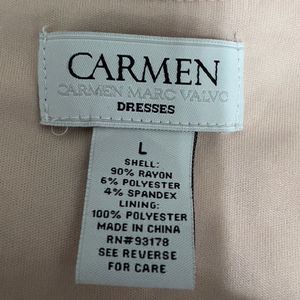 CARMEN
CARMEN MARC VALVO
DRESSES
L
SHELL:
90% RAYON
6% POLYESTER
4% SPANDEX
LINING:
100% POLYESTER
MADE IN CHINA
RN#93178
SEE REVERSE
FOR CARE